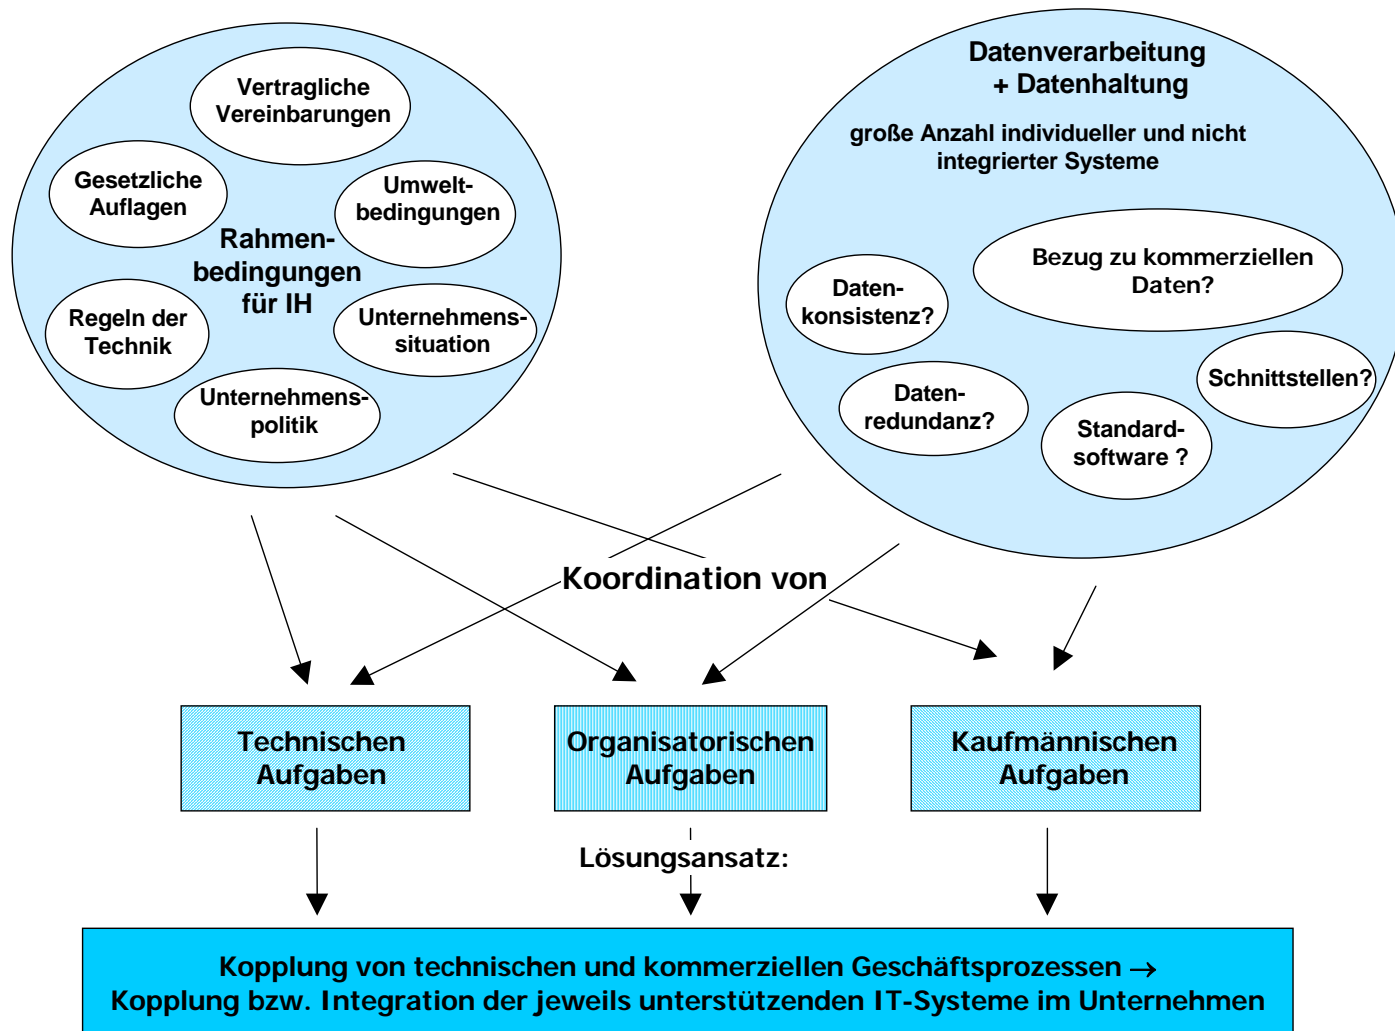 Vertragliche
Vereinbarungen
Gesetzliche
Auflagen
Umwelt-
bedingungen
Rahmen-
bedingungen
für IH
Regeln der
Technik
Unternehmens-
situation
Unternehmens-
politik
Datenverarbeitung
+ Datenhaltung
große Anzahl individueller und nicht
integrierter Systeme
Bezug zu kommerziellen
Daten?
Daten-
konsistenz?
Schnittstellen?
Daten-
redundanz?
Standard-
software ?
Koordination von
Technischen
Aufgaben
Organisatorischen
Aufgaben
Kaufmännischen
Aufgaben
Lösungsansatz:
Kopplung von technischen und kommerziellen Geschäftsprozessen →
Kopplung bzw. Integration der jeweils unterstützenden IT-Systeme im Unternehmen